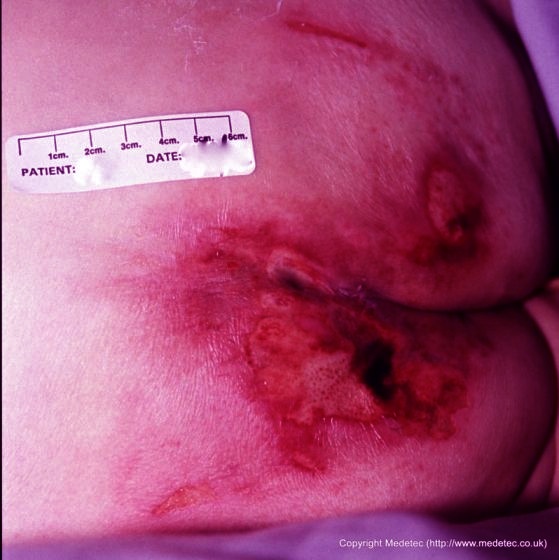 1cm. 2cm. 3cm. 4cm. 5cm. 6cm.
PATIENT: DATE:
Copyright Medetec (http://www.medetec.co.uk)